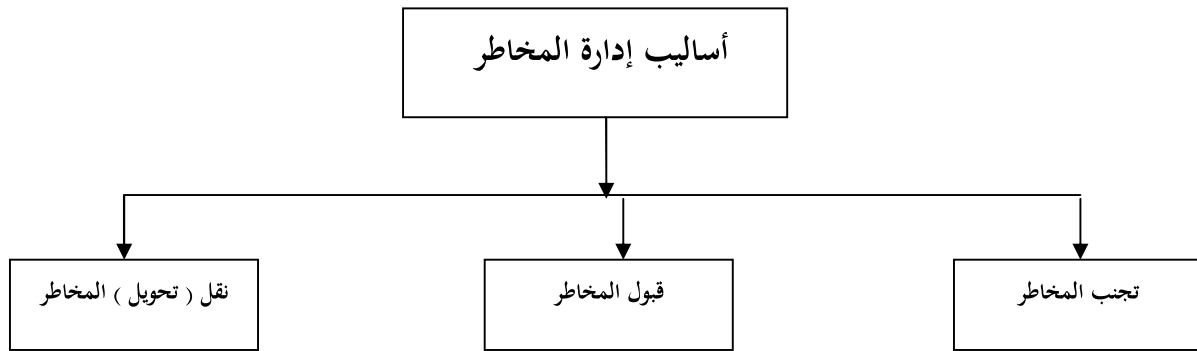 أساليب إدارة المخاطر
تجنب المخاطر
قبول المخاطر
نقل ( تحويل ) المخاطر